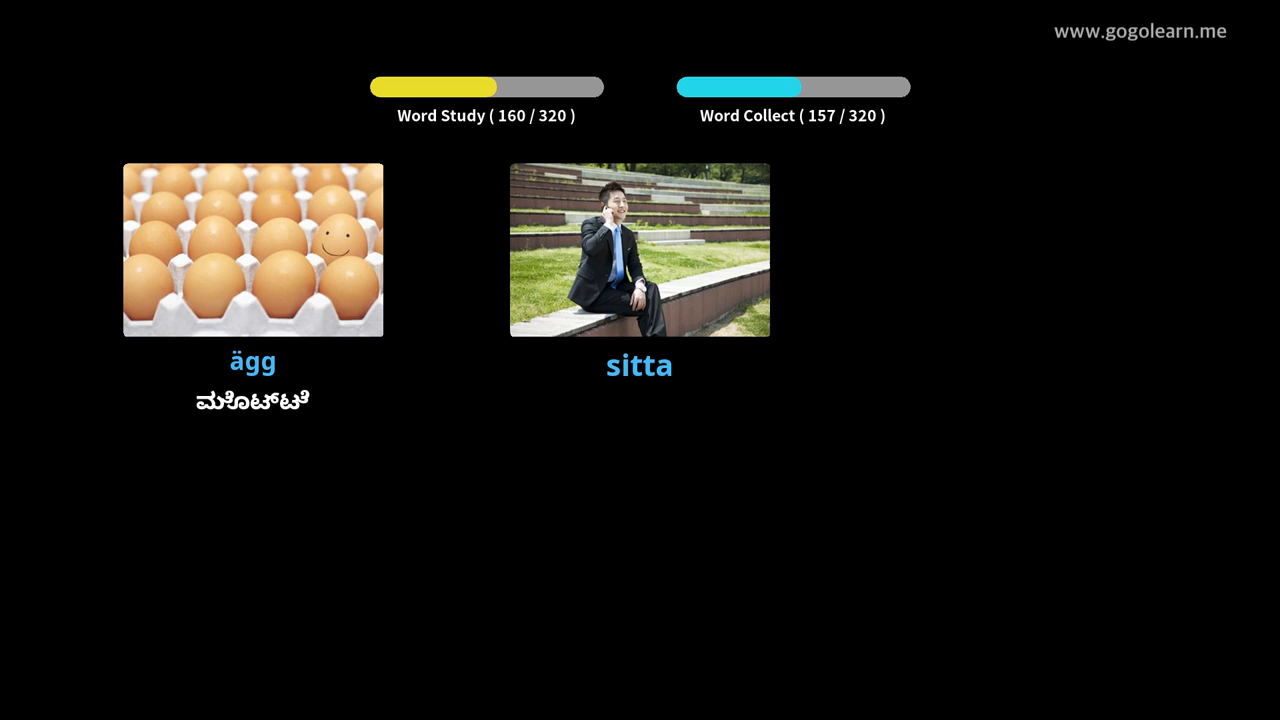 www.gogolearn.me
Word Study ( 160 / 320 )
Word Collect ( 157 / 320 )
ägg
sitta
ಮೊಟ್ಟೆ